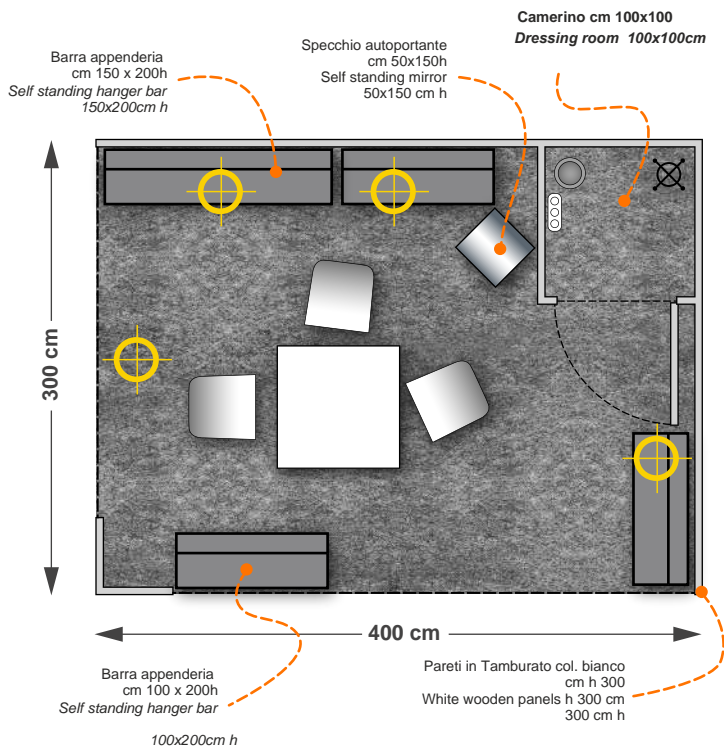 Camerino cm 100x100
Dressing room 100x100cm
Barra appenderia
cm 150 x 200h
Self standing hanger bar
150x200cm h
Specchio autoportante
cm 50x150h
Self standing mirror
50x150 cm h
300 cm
400 cm
Barra appenderia
cm 100 x 200h
Self standing hanger bar
100x200cm h
Pareti in Tamburato col. bianco
cm h 300
White wooden panels h 300 cm
300 cm h